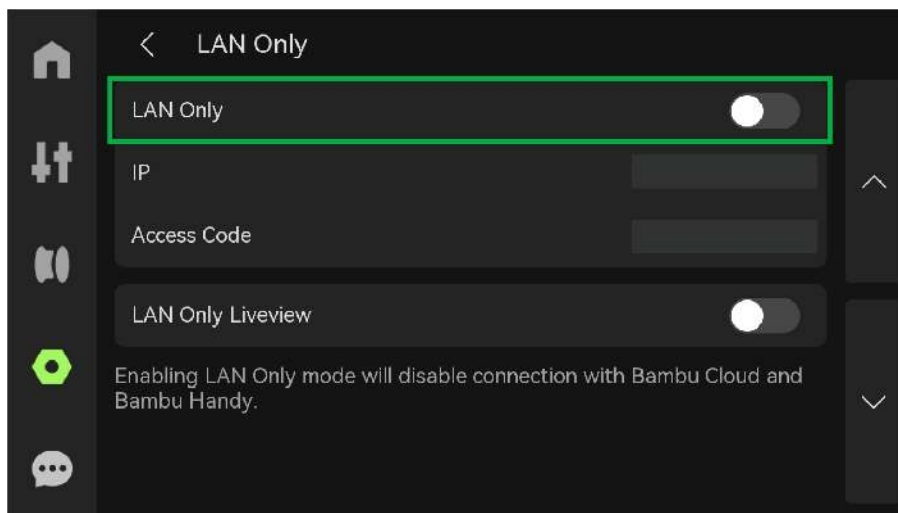 LAN Only
LAN Only
IP
Access Code
LAN Only Liveview
Enabling LAN Only mode will disable connection with Bambu Cloud and
Bambu Handy.